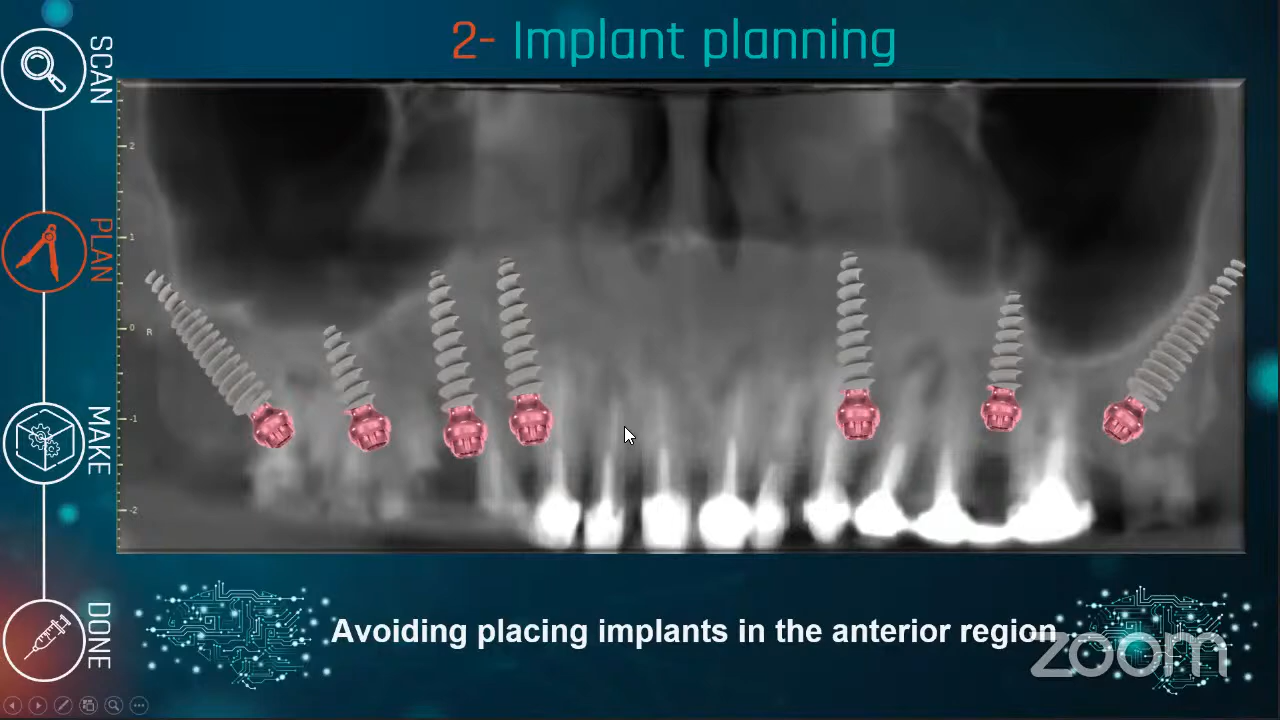 2- Implant planning
SCAN
PLAN
MAKE
DONE
2
1
0
R
-1
-2
Avoiding placing implants in the anterior region
zoom